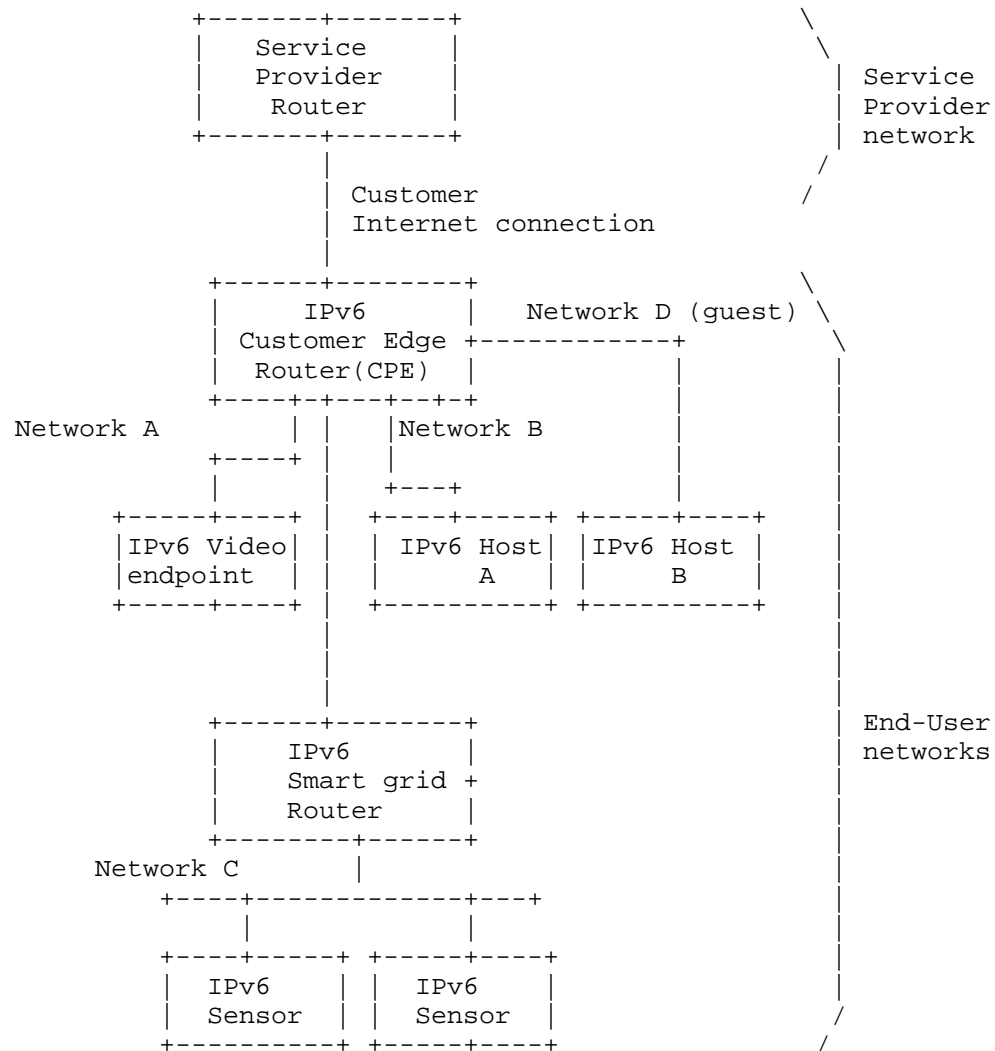 Service
Provider
Router
Service
Provider
network
Customer
Internet connection
IPv6
Customer Edge
Router(CPE)
Network D (guest)
Network A
Network B
IPv6 Video
endpoint
IPv6 Host
A
IPv6 Host
B
IPv6
Smart grid
Router
End-User
networks
Network C
IPv6
Sensor
IPv6
Sensor